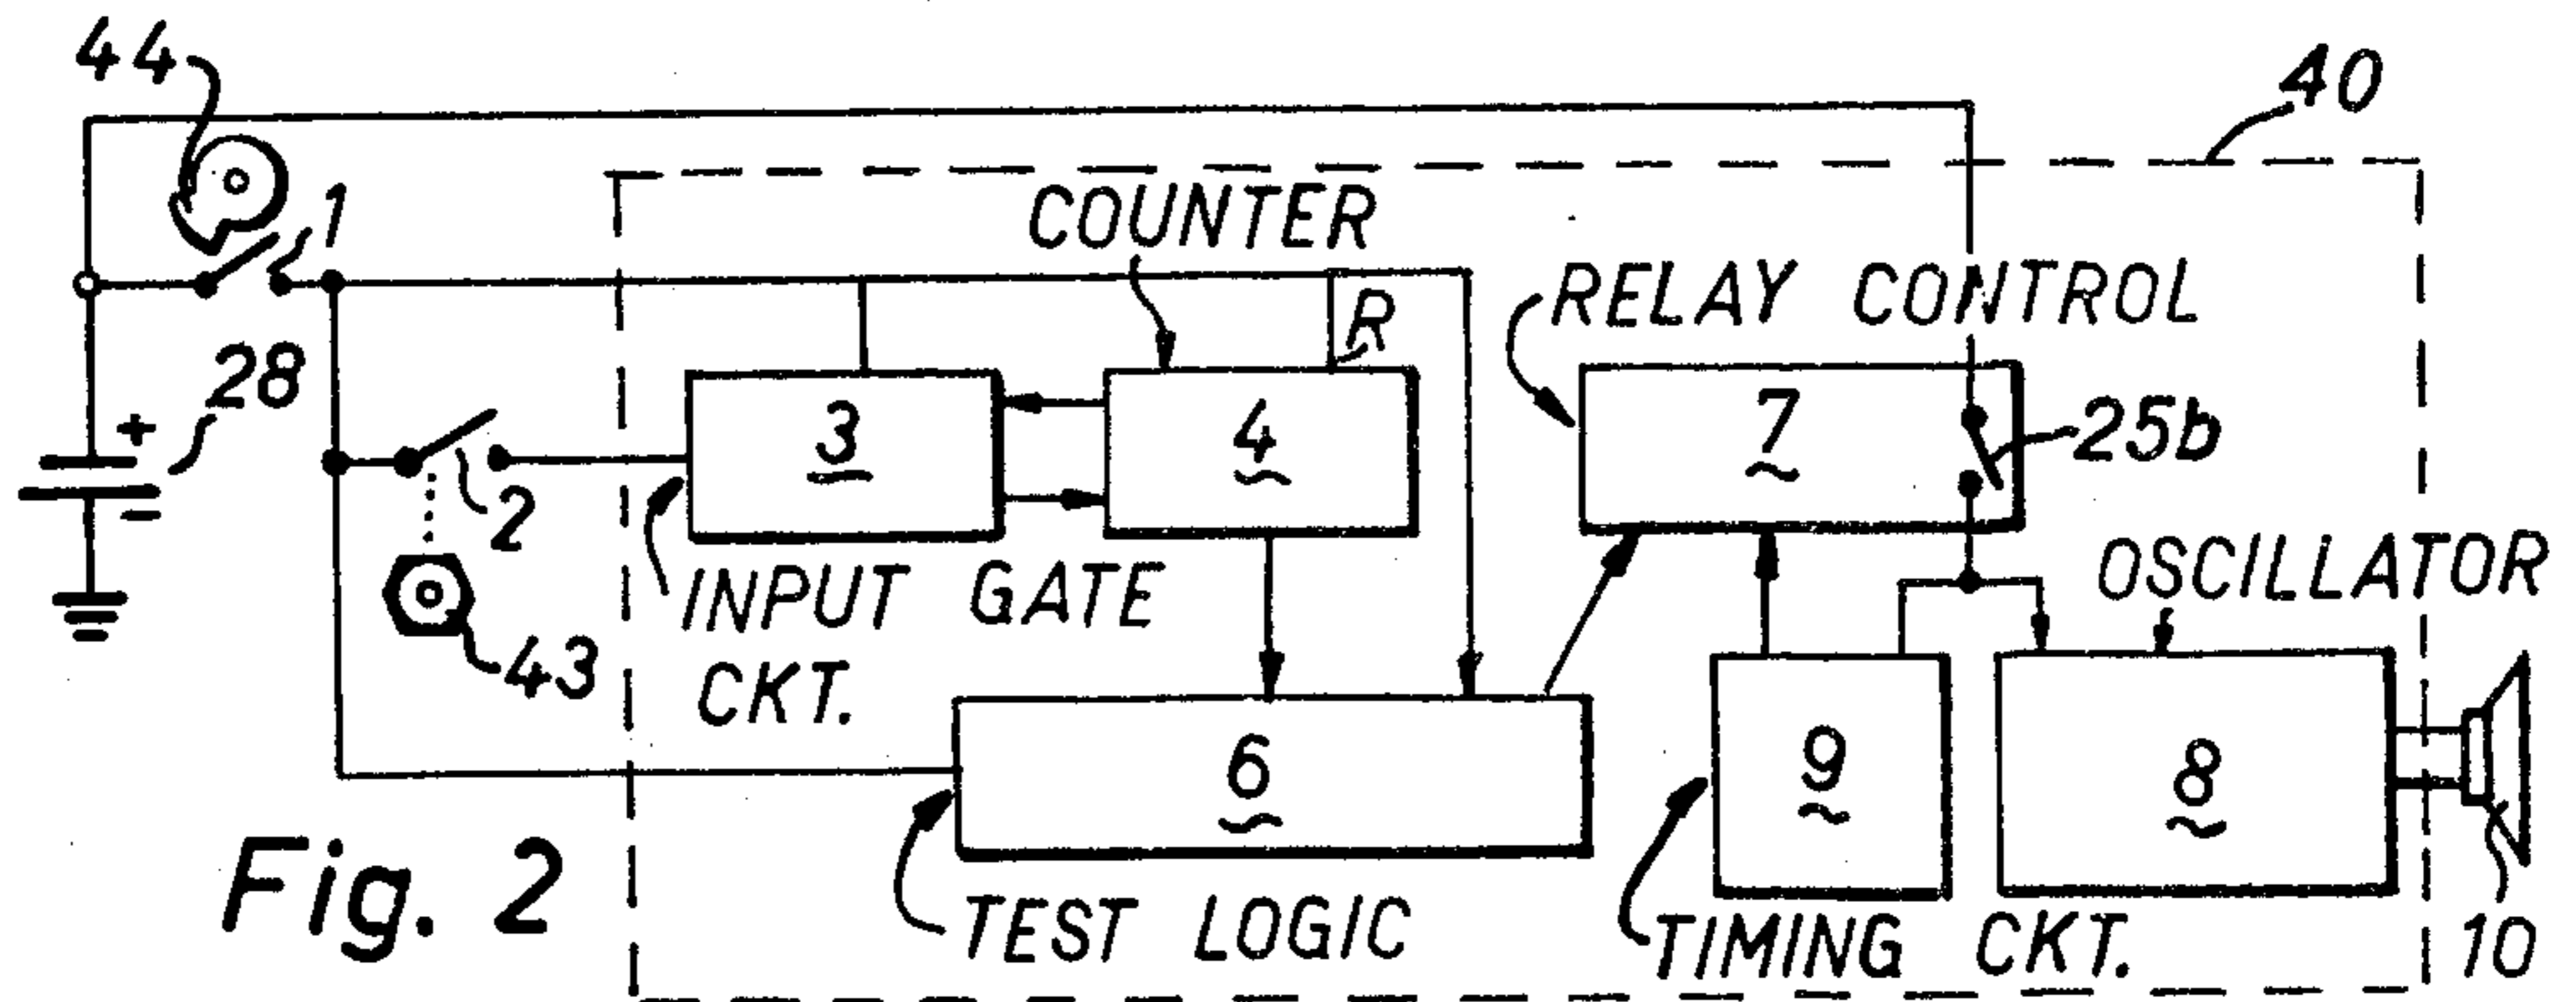 44
40
COUNTER
1
RELAY CONTROL
R
28
+
-
3
4
7
25b
2
OSCILLATOR
INPUT GATE
CKT.
43
6
9
8
Fig. 2
TEST LOGIC
TIMING CKT.
10